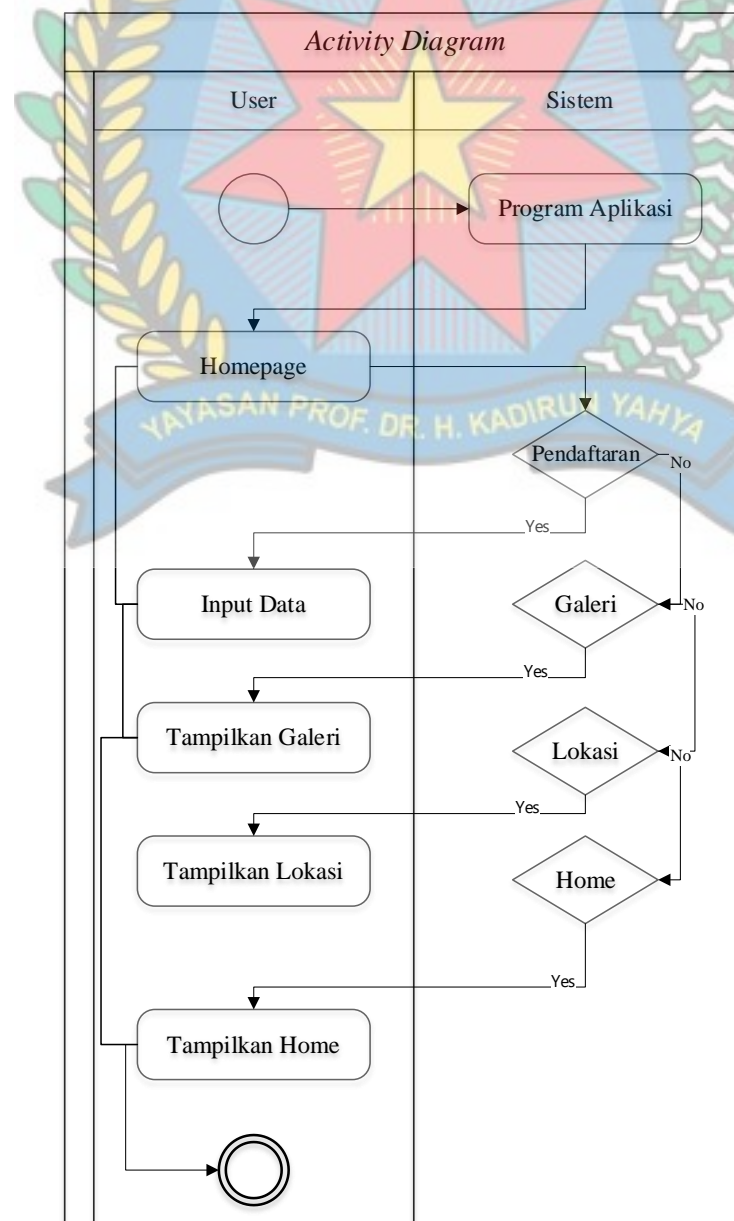 Activity Diagram
User
Sistem
Program Aplikasi
Homepage
YAYASAN PROF. DR. H. KADIRUN YAHYA
Pendaftaran
No
Yes
Input Data
Galeri
No
Yes
Tampilkan Galeri
Lokasi
No
Yes
Tampilkan Lokasi
Home
Yes
Tampilkan Home